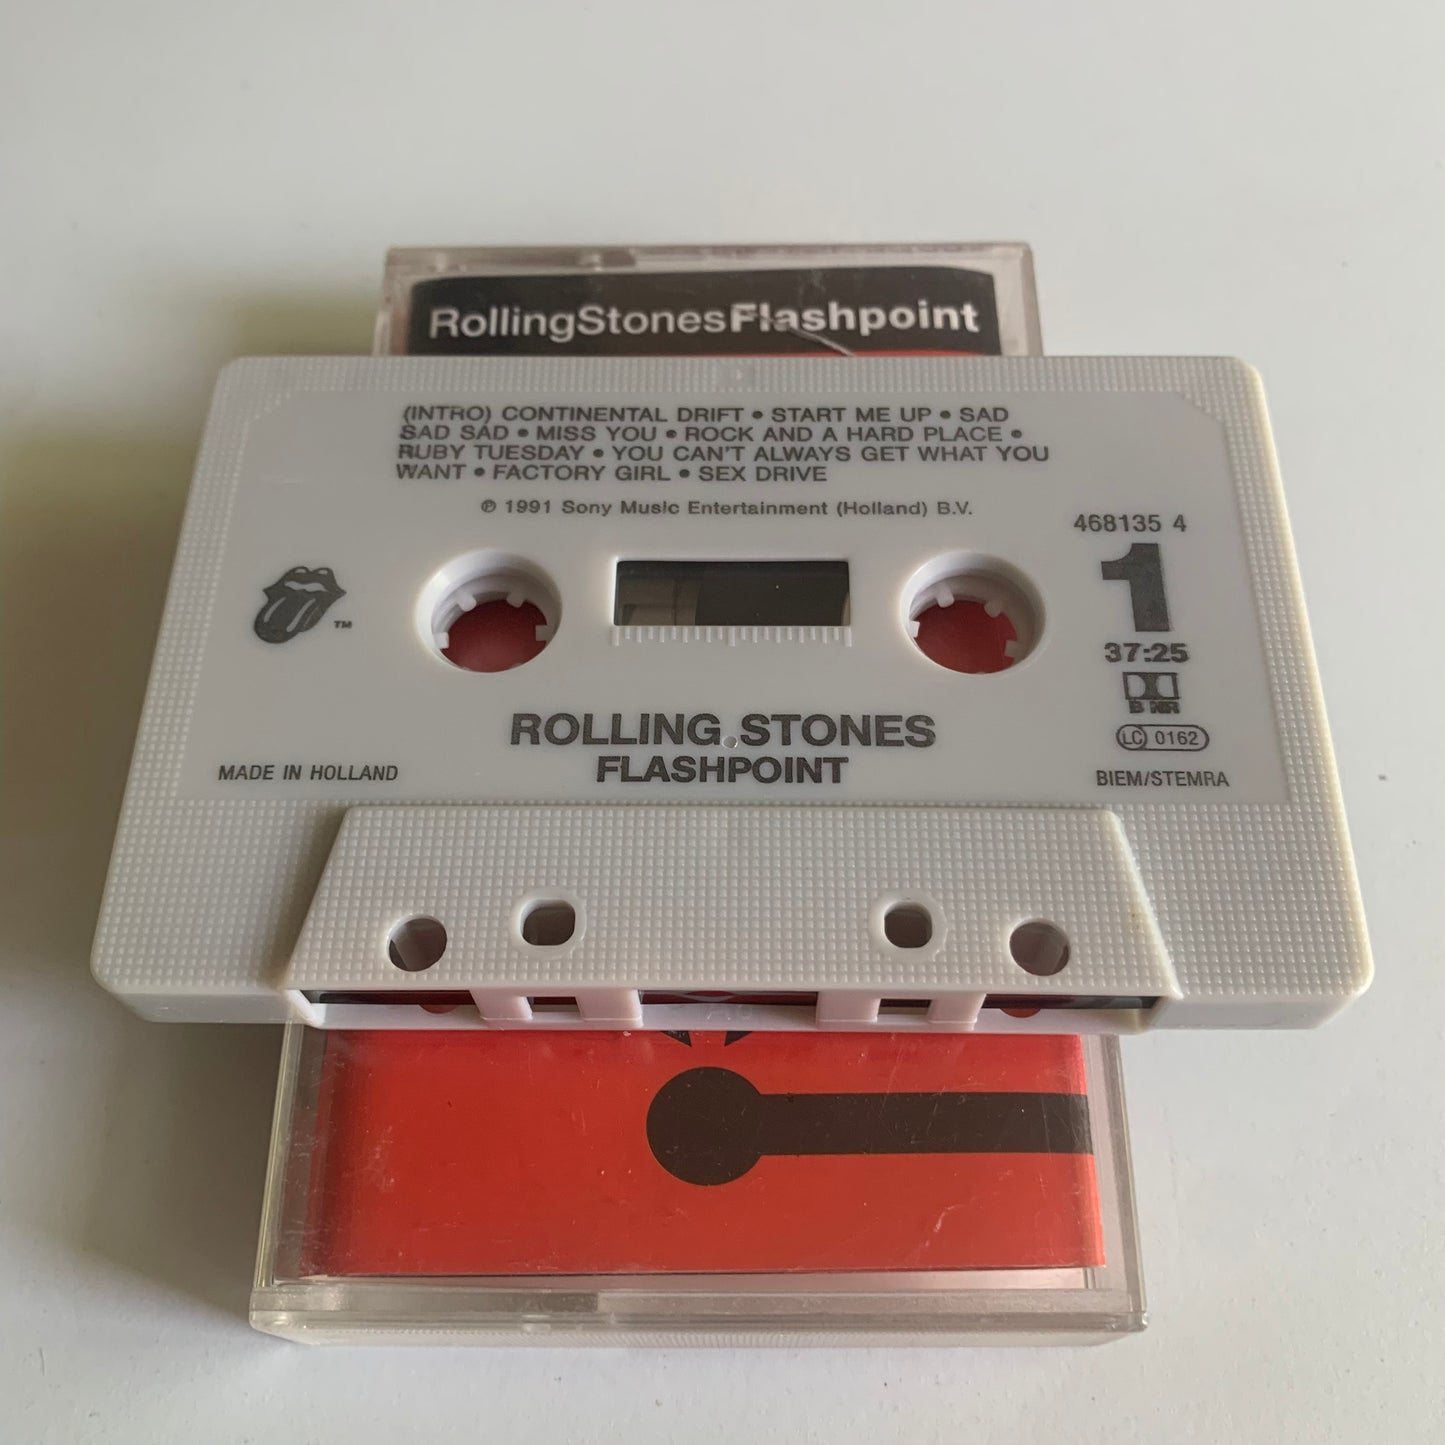 RollingStonesFlashpoint
(INTRO) CONTINENTAL DRIFT • START ME UP • SAD
SAD SAD • MISS YOU • ROCK AND A HARD PLACE •
RUBY TUESDAY • YOU CAN'T ALWAYS GET WHAT YOU
WANT • FACTORY GIRL • SEX DRIVE
℗ 1991 Sony Music Entertainment (Holland) B.V.
468135 4
1
37:25
B NR
LC 0162
TM
ROLLING STONES
FLASHPOINT
MADE IN HOLLAND
BIEM/STEMRA